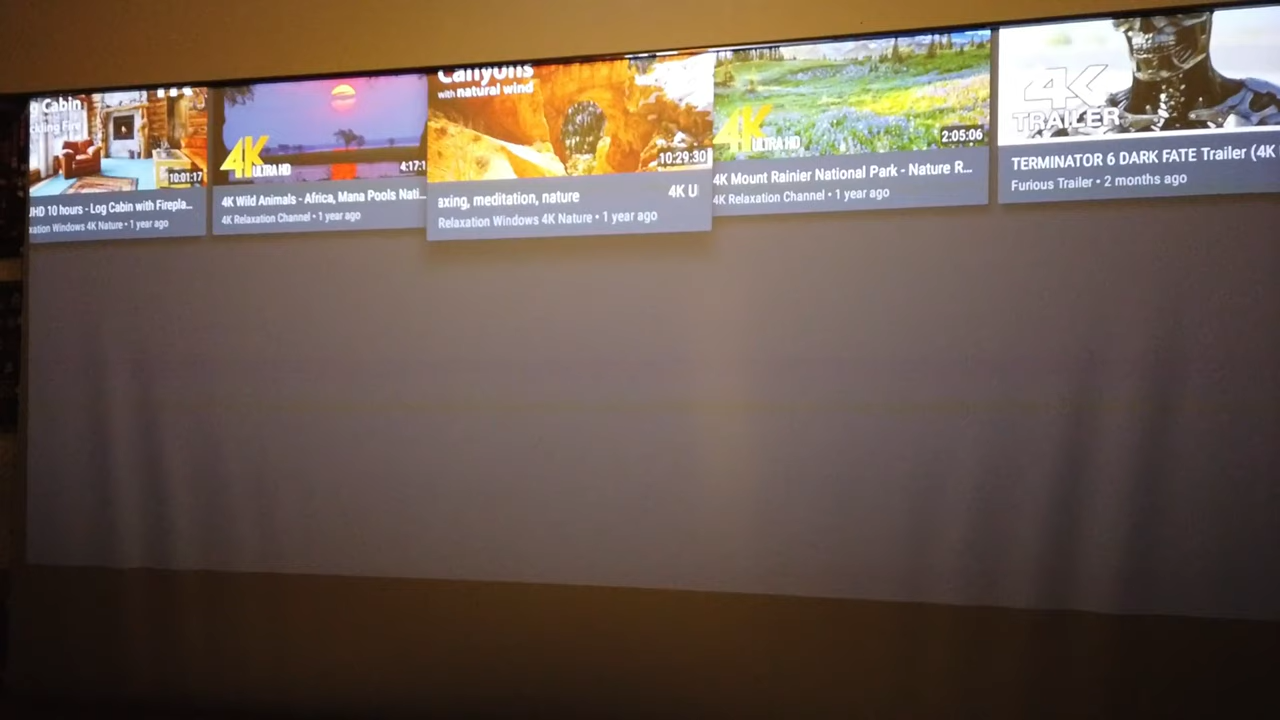 g Cabin
ckling Fire
10:01:17
UHD 10 hours - Log Cabin with Firepla...
xation Windows 4K Nature • 1 year ago
4K
ULTRA HD
4:17:1
4K Wild Animals - Africa, Mana Pools Nati...
4K Relaxation Channel • 1 year ago
Canyons
with natural wind
10:29:30
axing, meditation, nature
4K U
Relaxation Windows 4K Nature • 1 year ago
4K
ULTRA HD
2:05:06
4K Mount Rainier National Park - Nature R...
4K Relaxation Channel • 1 year ago
4K
TRAILER
TERMINATOR 6 DARK FATE Trailer (4K
Furious Trailer • 2 months ago